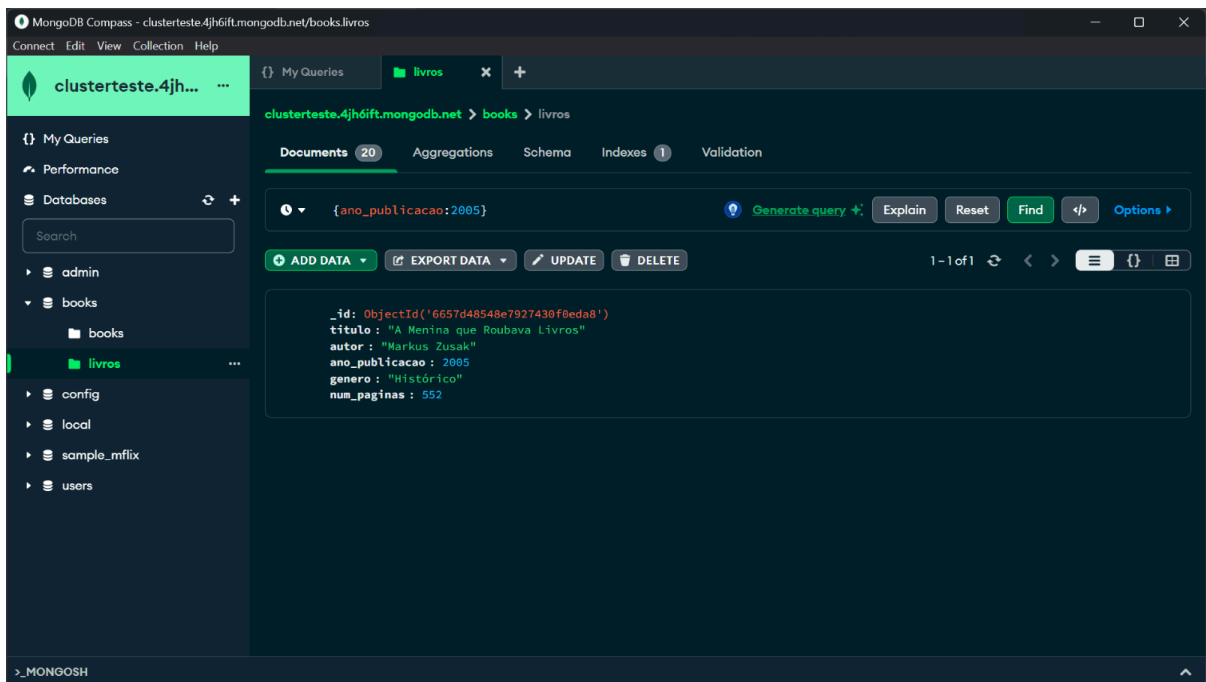 MongoDB Compass - clusterteste.4jh6ift.mongodb.net/books.livros
Connect Edit View Collection Help
clusterteste.4jh... ...
{} My Queries
livros
clusterteste.4jh6ift.mongodb.net > books > livros
{} My Queries
Performance
Databases
Search
admin
books
books
livros ...
config
local
sample_mflix
users
Documents 20 Aggregations Schema Indexes 1 Validation
{ano_publicacao:2005}
Generate query Explain Reset Find </> Options
ADD DATA EXPORT DATA UPDATE DELETE 1-1 of 1 {}
_id: ObjectId('6657d48548e7927430f0eda8')
titulo : "A Menina que Roubava Livros"
autor : "Markus Zusak"
ano_publicacao : 2005
genero : "Histórico"
num_paginas : 552
>_MONGOSH